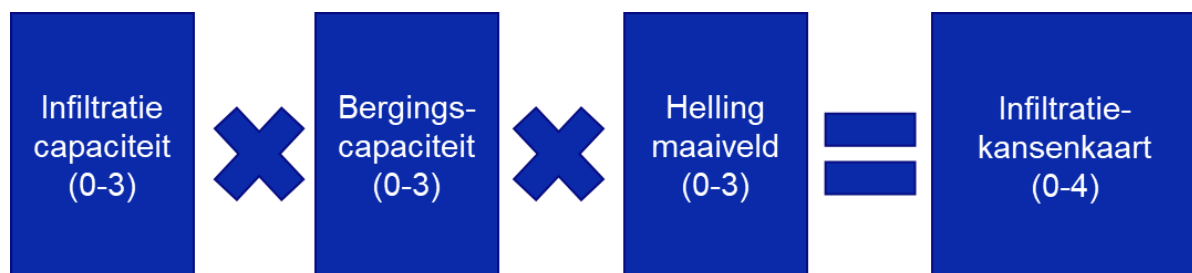 Infiltratie
capaciteit
(0-3)
Bergings-
capaciteit
(0-3)
Helling
maaiveld
(0-3)
Infiltratie-
kansenkaart
(0-4)